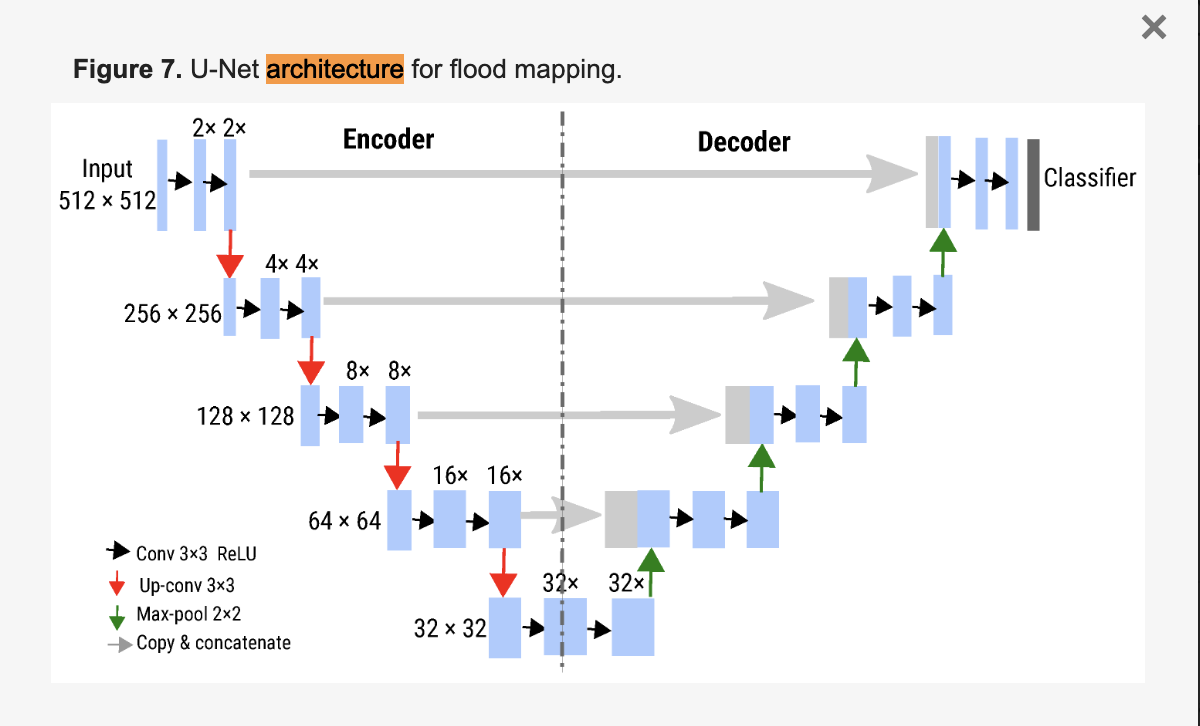 Figure 7. U-Net architecture for flood mapping.
2× 2×
Encoder
Decoder
Input
512 × 512
Classifier
4× 4×
256 × 256
8× 8×
128 × 128
16× 16×
64 × 64
32× 32×
32 × 32
Conv 3×3 ReLU
Up-conv 3×3
Max-pool 2×2
Copy & concatenate